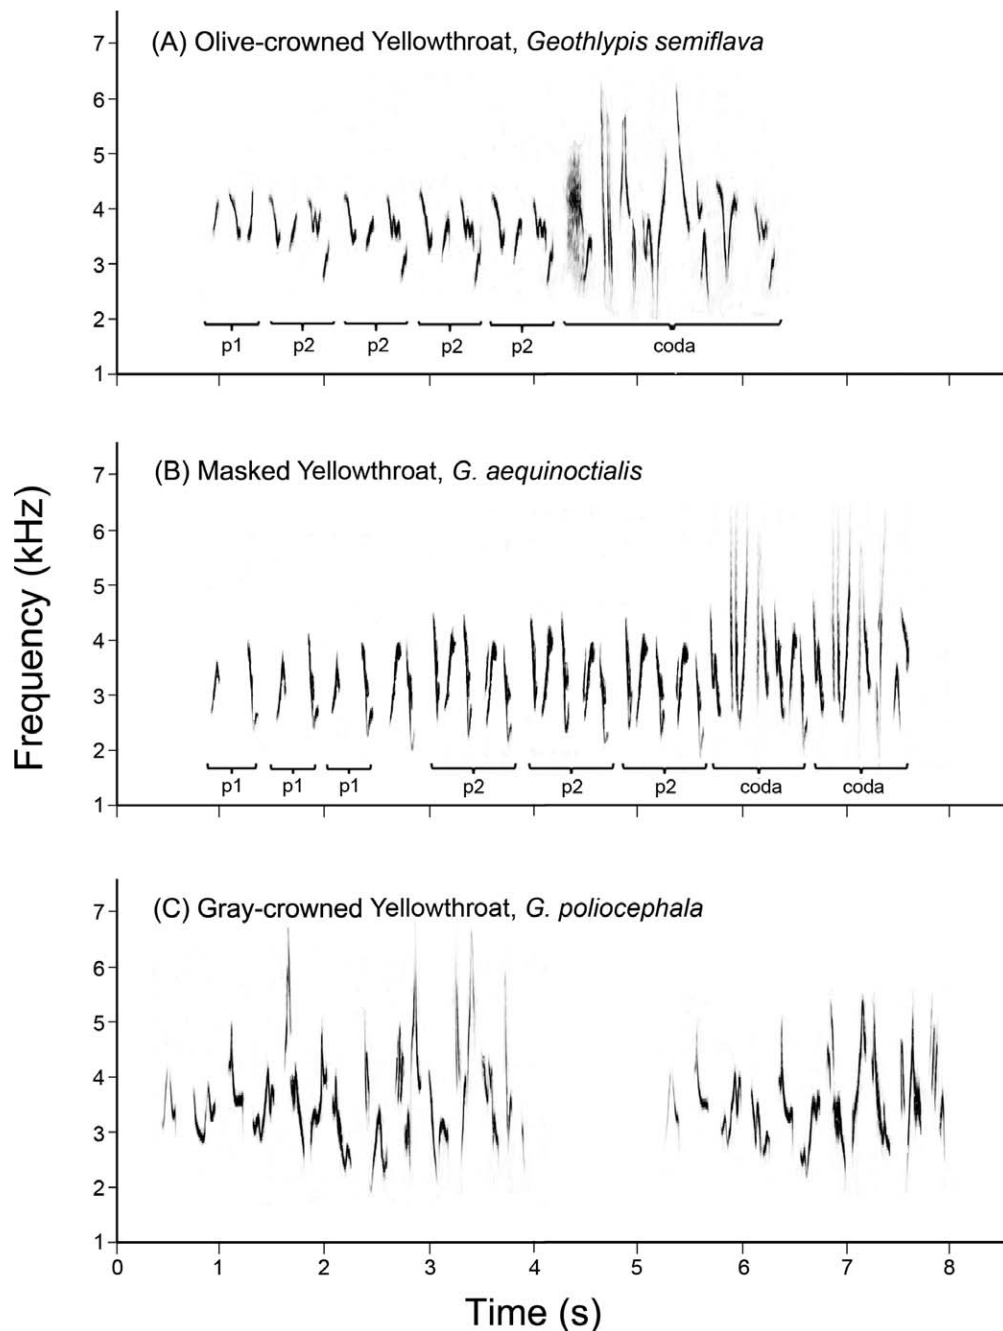 (A) Olive-crowned Yellowthroat, Geothlypis semiflava
7
6
5
4
3
2
1
p1 p2 p2 p2 p2 coda
(B) Masked Yellowthroat, G. aequinoctialis
7
6
5
4
3
2
1
p1 p1 p1 p2 p2 p2 coda coda
Frequency (kHz)
(C) Gray-crowned Yellowthroat, G. poliocephala
7
6
5
4
3
2
1
0 1 2 3 4 5 6 7 8
Time (s)